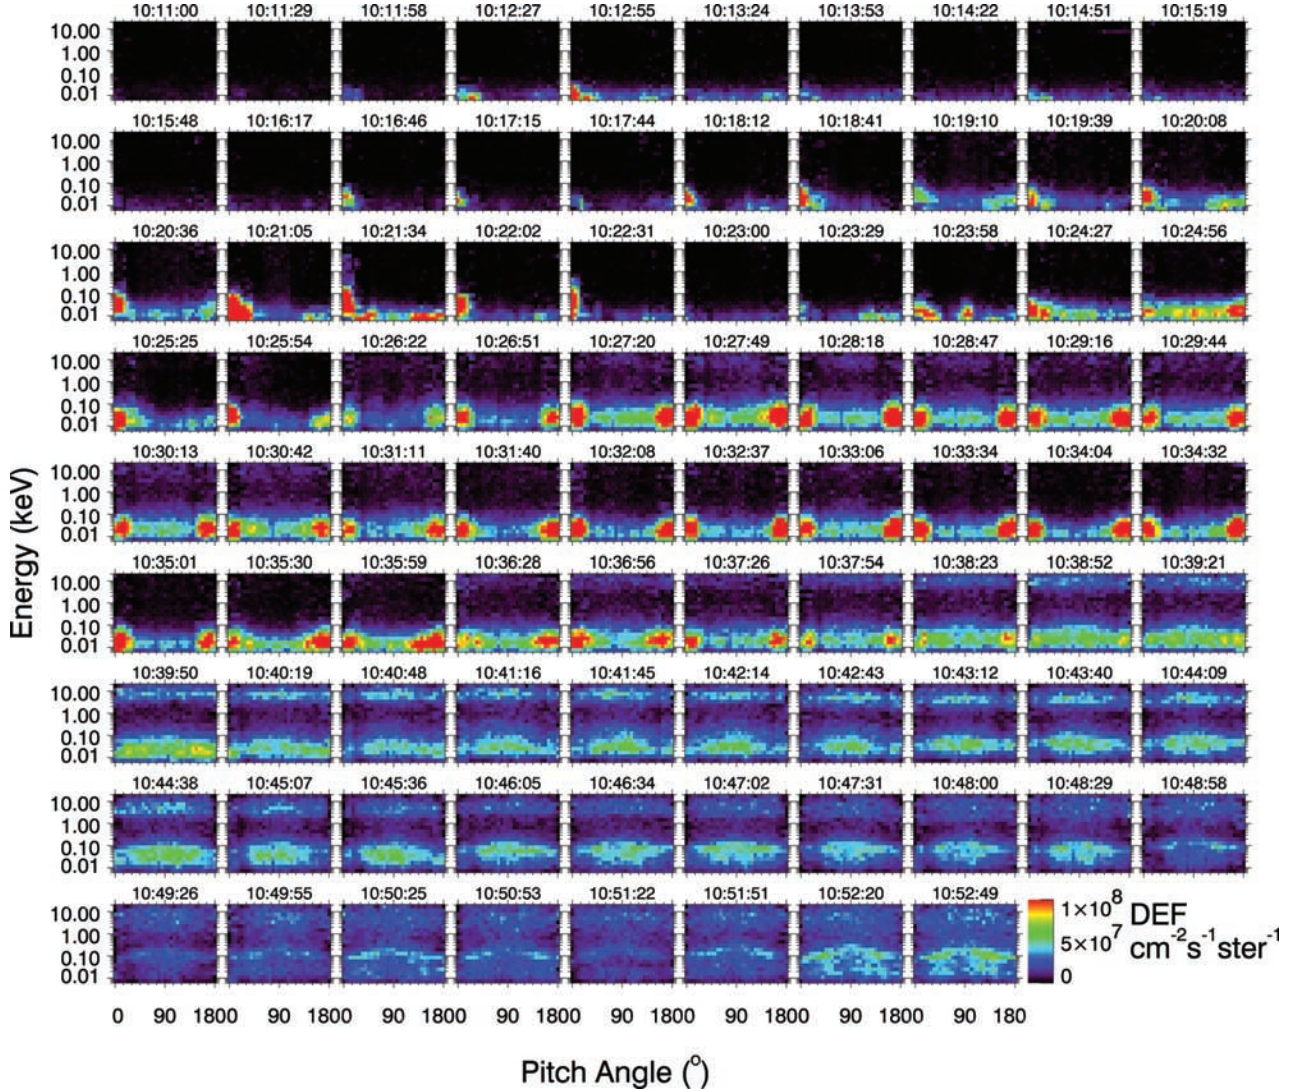 10:11:00 10:11:29 10:11:58 10:12:27 10:12:55 10:13:24 10:13:53 10:14:22 10:14:51 10:15:19
10.00
1.00
0.10
0.01
10:15:48 10:16:17 10:16:46 10:17:15 10:17:44 10:18:12 10:18:41 10:19:10 10:19:39 10:20:08
10.00
1.00
0.10
0.01
10:20:36 10:21:05 10:21:34 10:22:02 10:22:31 10:23:00 10:23:29 10:23:58 10:24:27 10:24:56
10.00
1.00
0.10
0.01
10:25:25 10:25:54 10:26:22 10:26:51 10:27:20 10:27:49 10:28:18 10:28:47 10:29:16 10:29:44
10.00
1.00
0.10
0.01
Energy (keV)
10:30:13 10:30:42 10:31:11 10:31:40 10:32:08 10:32:37 10:33:06 10:33:34 10:34:04 10:34:32
10.00
1.00
0.10
0.01
10:35:01 10:35:30 10:35:59 10:36:28 10:36:56 10:37:26 10:37:54 10:38:23 10:38:52 10:39:21
10.00
1.00
0.10
0.01
10:39:50 10:40:19 10:40:48 10:41:16 10:41:45 10:42:14 10:42:43 10:43:12 10:43:40 10:44:09
10.00
1.00
0.10
0.01
10:44:38 10:45:07 10:45:36 10:46:05 10:46:34 10:47:02 10:47:31 10:48:00 10:48:29 10:48:58
10.00
1.00
0.10
0.01
10:49:26 10:49:55 10:50:25 10:50:53 10:51:22 10:51:51 10:52:20 10:52:49
10.00
1.00
0.10
0.01
1×10⁸ DEF
5×10⁷ cm⁻²s⁻¹ster⁻¹
0
0 90 1800 90 1800 90 1800 90 1800 90 180
Pitch Angle (°)